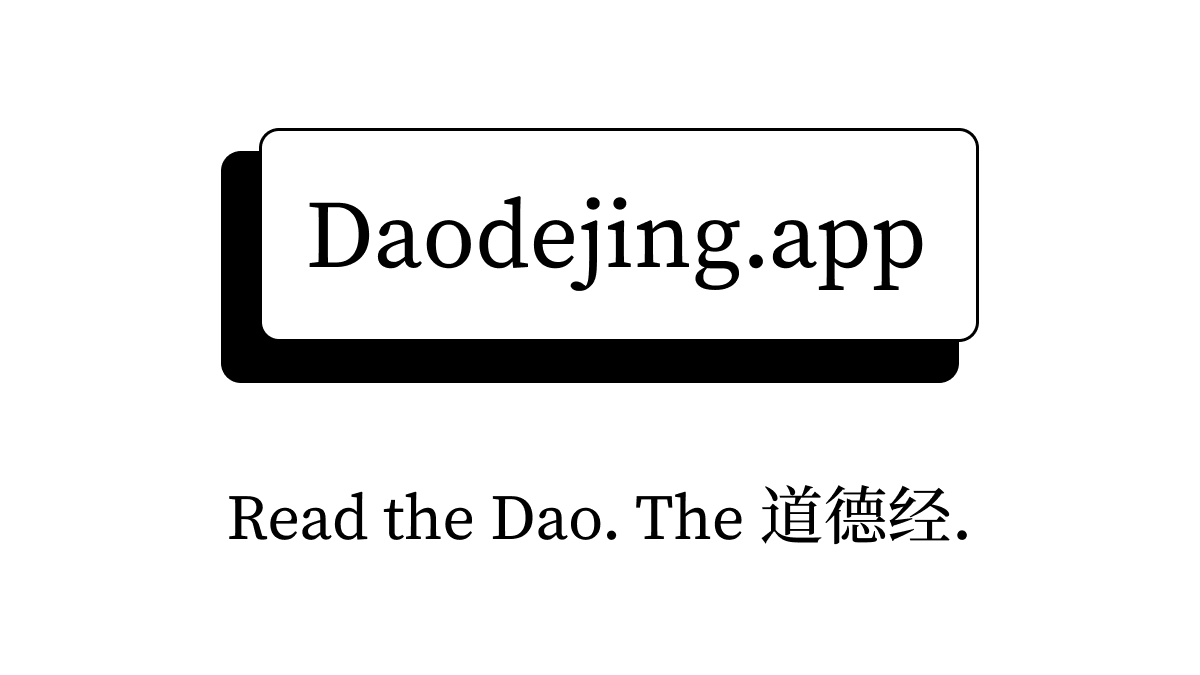 Daodejing.app
Read the Dao. The 道德经.